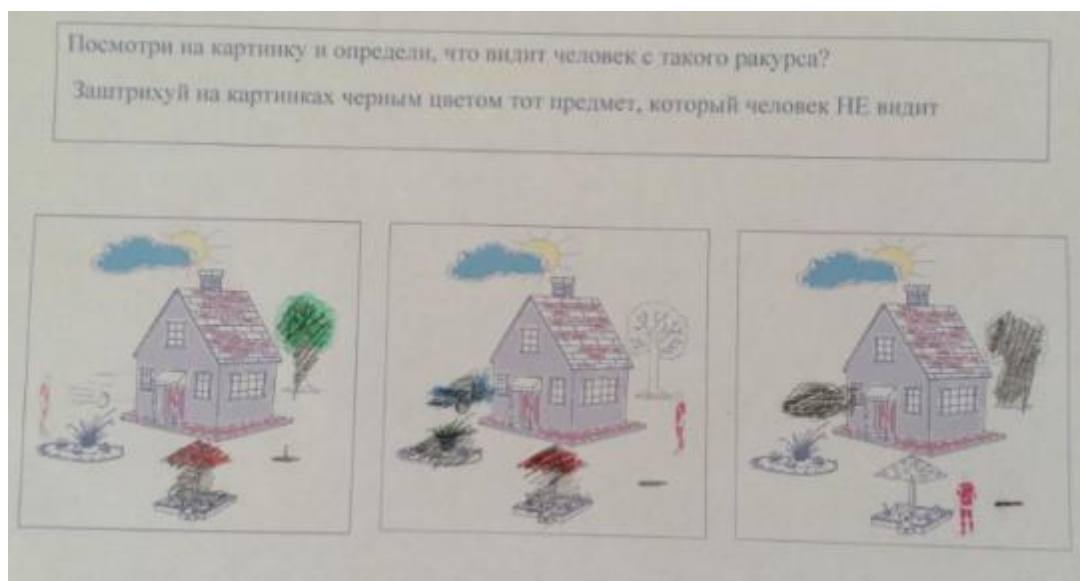 Посмотри на картинку и определи, что видит человек с такого ракурса?
Заштрихуй на картинках черным цветом тот предмет, который человек НЕ видит